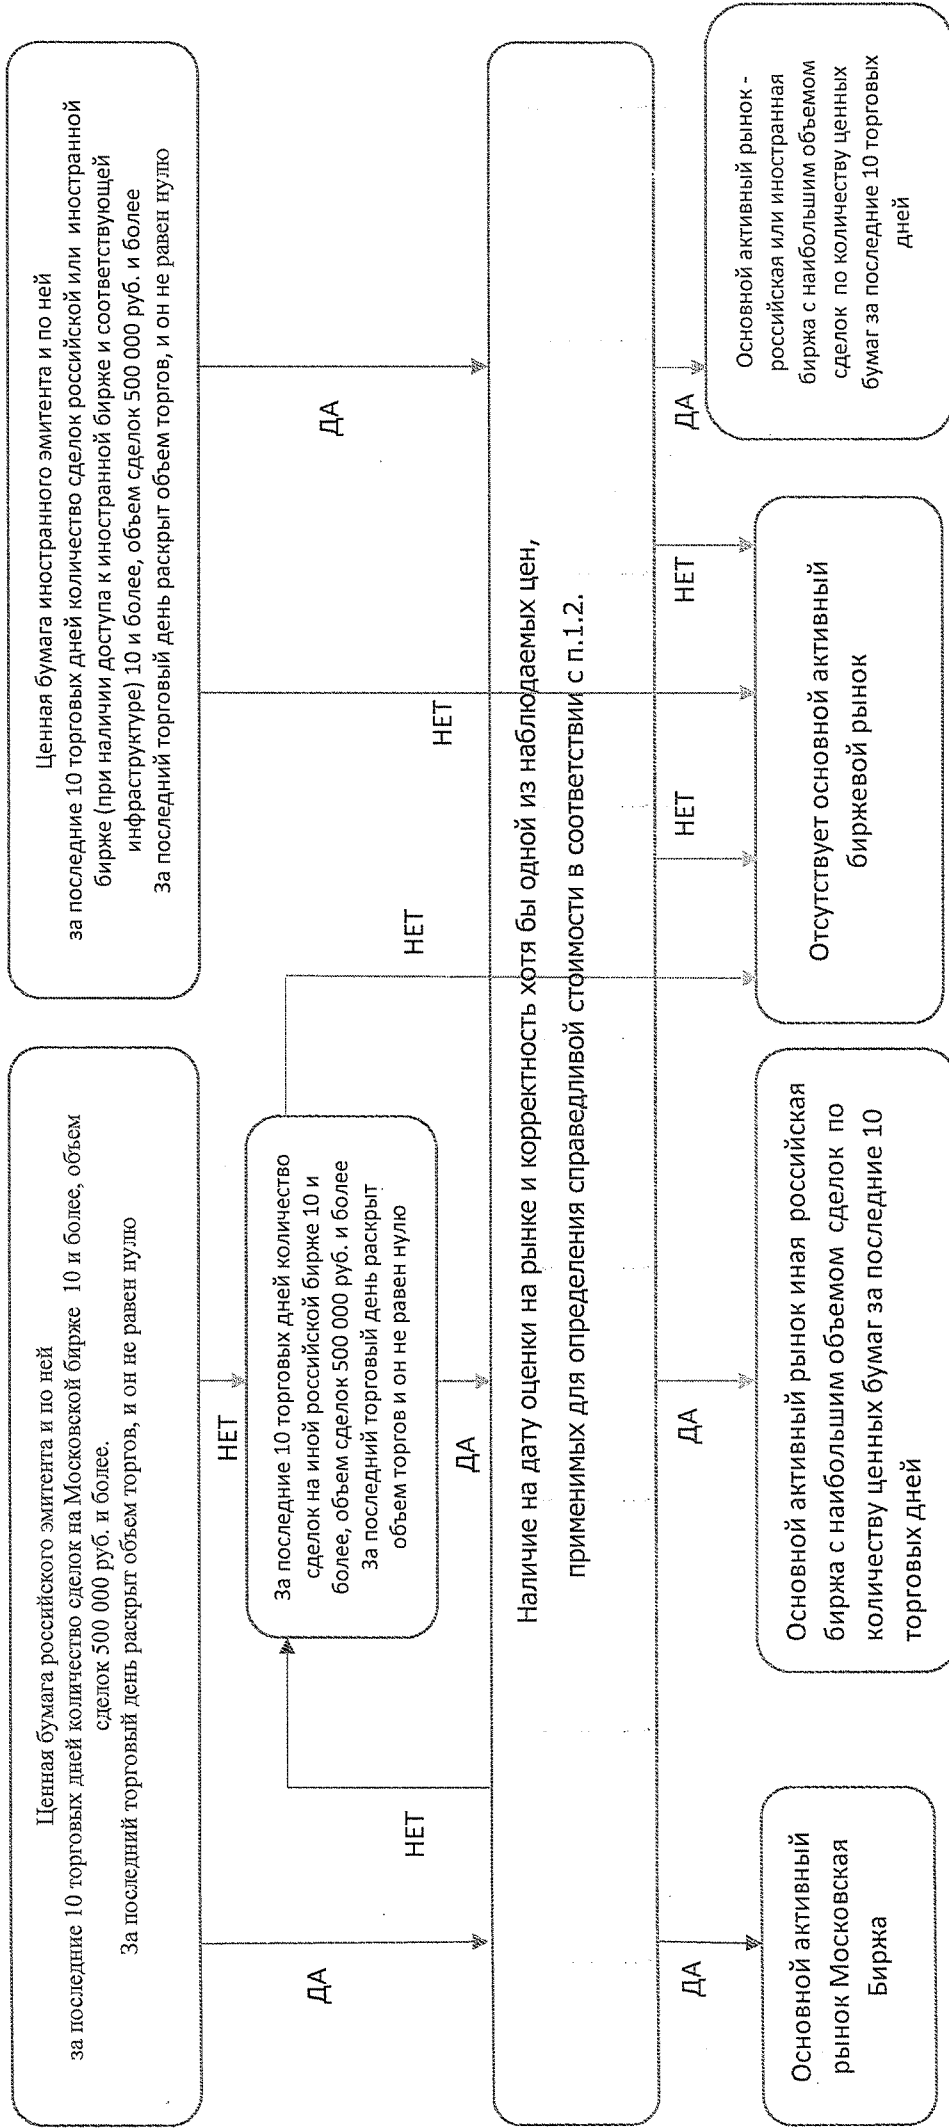 Ценная бумага российского эмитента и по ней
за последние 10 торговых дней количество сделок на Московской бирже 10 и более, объем
сделок 500 000 руб. и более.
За последний торговый день раскрыт объем торгов, и он не равен нулю
Ценная бумага иностранного эмитента и по ней
за последние 10 торговых дней количество сделок российской или иностранной
бирже (при наличии доступа к иностранной бирже и соответствующей
инфраструктуре) 10 и более, объем сделок 500 000 руб. и более
За последний торговый день раскрыт объем торгов, и он не равен нулю
НЕТ
За последние 10 торговых дней количество
сделок на иной российской бирже 10 и
более, объем сделок 500 000 руб. и более
За последний торговый день раскрыт
объем торгов и он не равен нулю
ДА
НЕТ
ДА
НЕТ
НЕТ
ДА
Наличие на дату оценки на рынке и корректность хотя бы одной из наблюдаемых цен,
применимых для определения справедливой стоимости в соответствии с п.1.2.
ДА
ДА
НЕТ
НЕТ
ДА
Основной активный
рынок Московская
Биржа
Основной активный рынок иная российская
биржа с наибольшим объемом сделок по
количеству ценных бумаг за последние 10
торговых дней
Отсутствует основной активный
биржевой рынок
Основной активный рынок -
российская или иностранная
биржа с наибольшим объемом
сделок по количеству ценных
бумаг за последние 10 торговых
дней